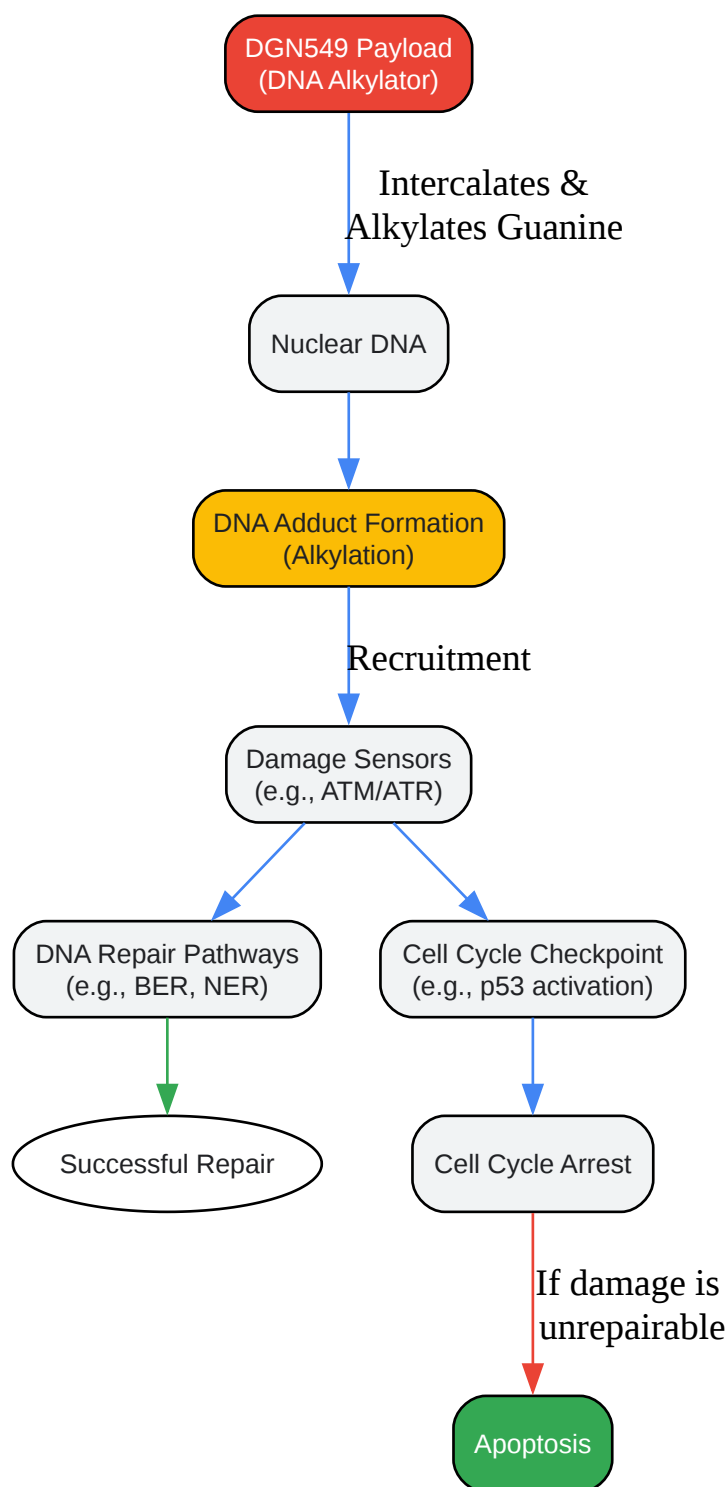 DGN549 Payload
(DNA Alkylator)
Intercalates &
Alkylates Guanine
Nuclear DNA
DNA Adduct Formation
(Alkylation)
Recruitment
Damage Sensors
(e.g., ATM/ATR)
DNA Repair Pathways
(e.g., BER, NER)
Cell Cycle Checkpoint
(e.g., p53 activation)
Successful Repair
Cell Cycle Arrest
If damage is
unrepairable
Apoptosis